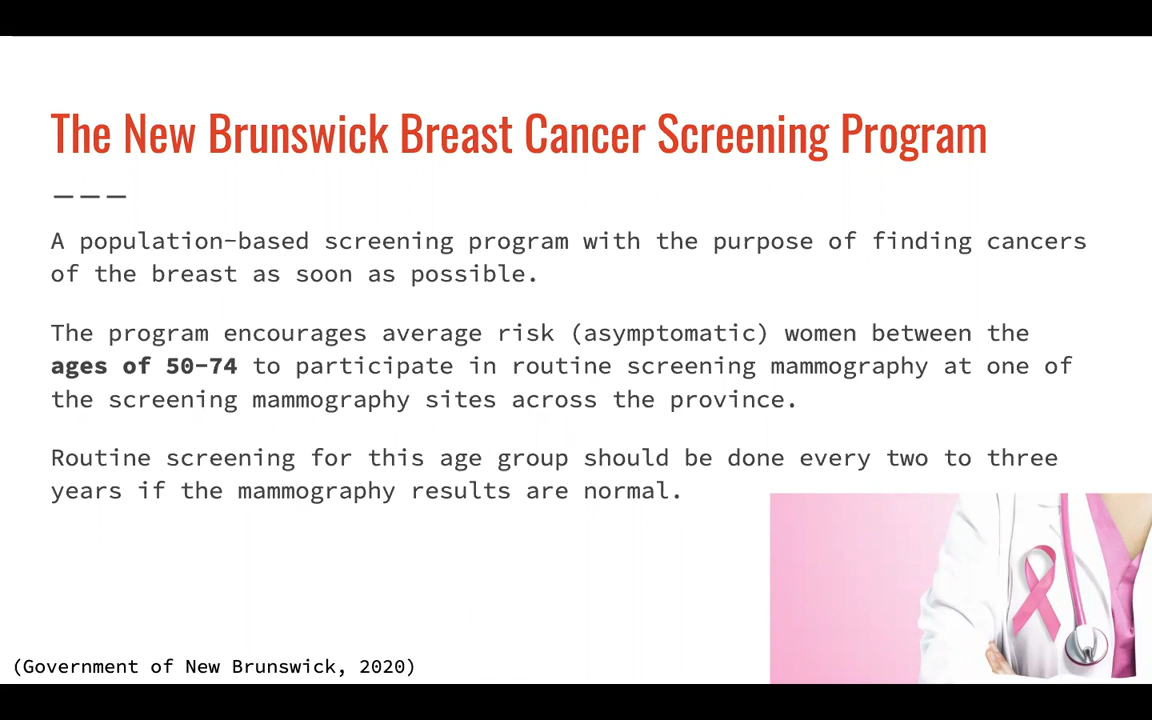 The New Brunswick Breast Cancer Screening Program
A population-based screening program with the purpose of finding cancers
of the breast as soon as possible.
The program encourages average risk (asymptomatic) women between the
ages of 50-74 to participate in routine screening mammography at one of
the screening mammography sites across the province.
Routine screening for this age group should be done every two to three
years if the mammography results are normal.
(Government of New Brunswick, 2020)